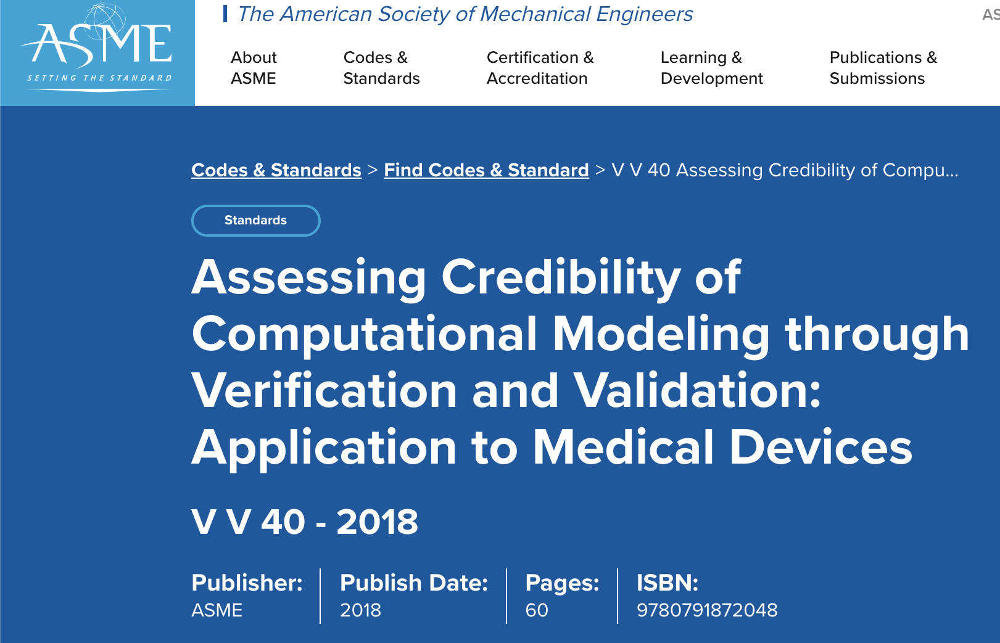 ASME
SETTING THE STANDARD
The American Society of Mechanical Engineers
AS
About
ASME
Codes &
Standards
Certification &
Accreditation
Learning &
Development
Publications &
Submissions
Codes & Standards > Find Codes & Standard > V V 40 Assessing Credibility of Compu...
Standards
Assessing Credibility of
Computational Modeling through
Verification and Validation:
Application to Medical Devices
V V 40 - 2018
Publisher:
ASME
Publish Date:
2018
Pages:
60
ISBN:
9780791872048